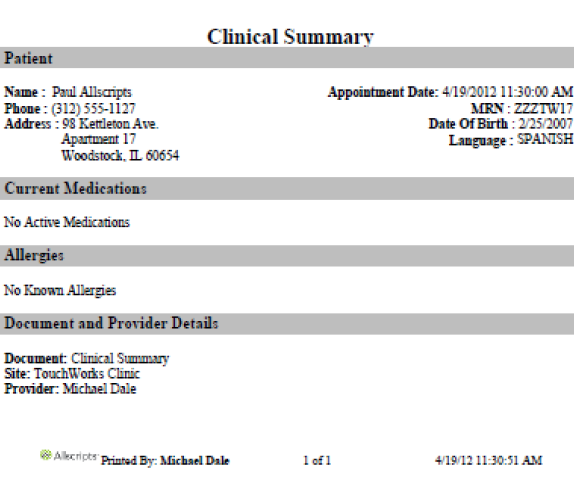 Clinical Summary
Patient
Name : Paul Allscripts
Appointment Date: 4/19/2012 11:30:00 AM
Phone : (312) 555-1127
MRN : ZZZTW17
Address : 98 Kettleton Ave.
Date Of Birth : 2/25/2007
Apartment 17
Language : SPANISH
Woodstock, IL 60654
Current Medications
No Active Medications
Allergies
No Known Allergies
Document and Provider Details
Document: Clinical Summary
Site: TouchWorks Clinic
Provider: Michael Dale
Allscripts Printed By: Michael Dale 1 of 1 4/19/12 11:30:51 AM